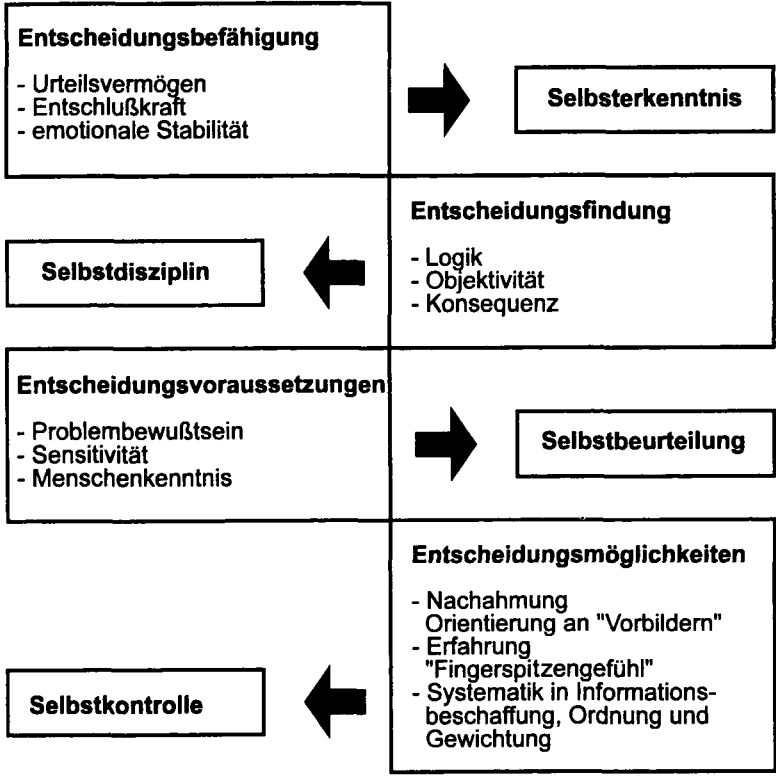 Entscheidungsbefähigung
- Urteilsvermögen
- Entschlußkraft
- emotionale Stabilität
Selbsterkenntnis
Entscheidungsfindung
- Logik
- Objektivität
- Konsequenz
Selbstdisziplin
Entscheidungsvoraussetzungen
- Problembewußtsein
- Sensitivität
- Menschenkenntnis
Selbstbeurteilung
Entscheidungsmöglichkeiten
- Nachahmung
Orientierung an "Vorbildern"
- Erfahrung
"Fingerspitzengefühl"
- Systematik in Informations-
beschaffung, Ordnung und
Gewichtung
Selbstkontrolle